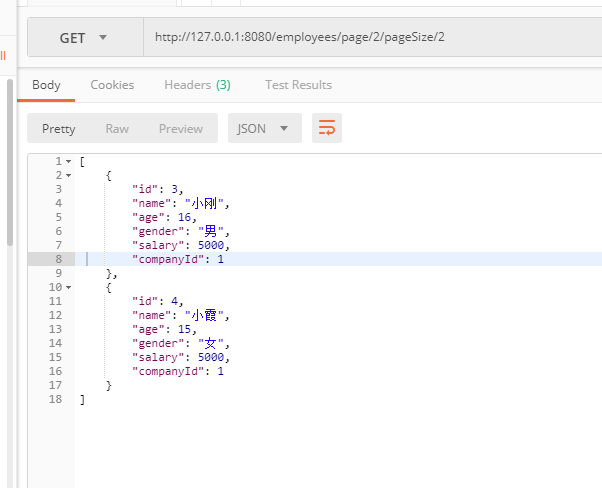 GET http://127.0.0.1:8080/employees/page/2/pageSize/2
ll
Body Cookies Headers (3) Test Results
Pretty Raw Preview JSON
1 [
2 {
3 "id": 3,
4 "name": "小刚",
5 "age": 16,
6 "gender": "男",
7 "salary": 5000,
8 "companyId": 1
9 },
10 {
11 "id": 4,
12 "name": "小霞",
13 "age": 15,
14 "gender": "女",
15 "salary": 5000,
16 "companyId": 1
17 }
18 ]